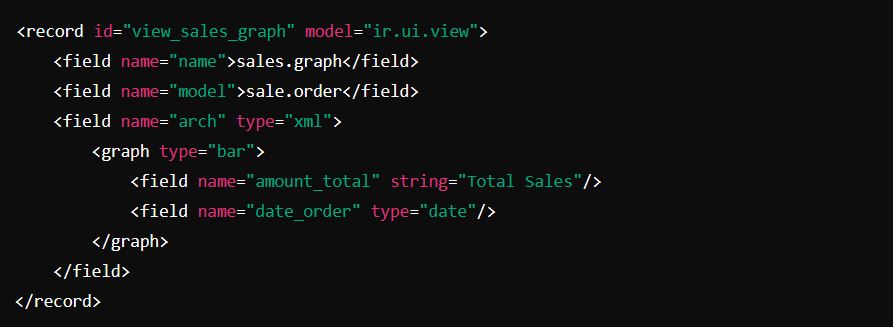 <record id="view_sales_graph" model="ir.ui.view">
    <field name="name">sales.graph</field>
    <field name="model">sale.order</field>
    <field name="arch" type="xml">
        <graph type="bar">
            <field name="amount_total" string="Total Sales"/>
            <field name="date_order" type="date"/>
        </graph>
    </field>
</record>